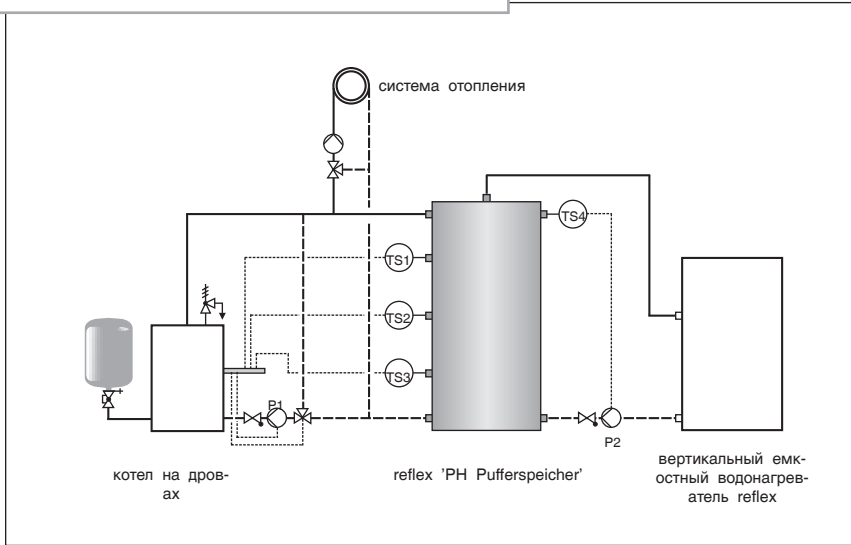 система отопления
TS4
TS1
TS2
TS3
P1
P2
котел на дров-
ах
reflex 'PH Pufferspeicher'
вертикальный емк-
остный водонагрев-
атель reflex